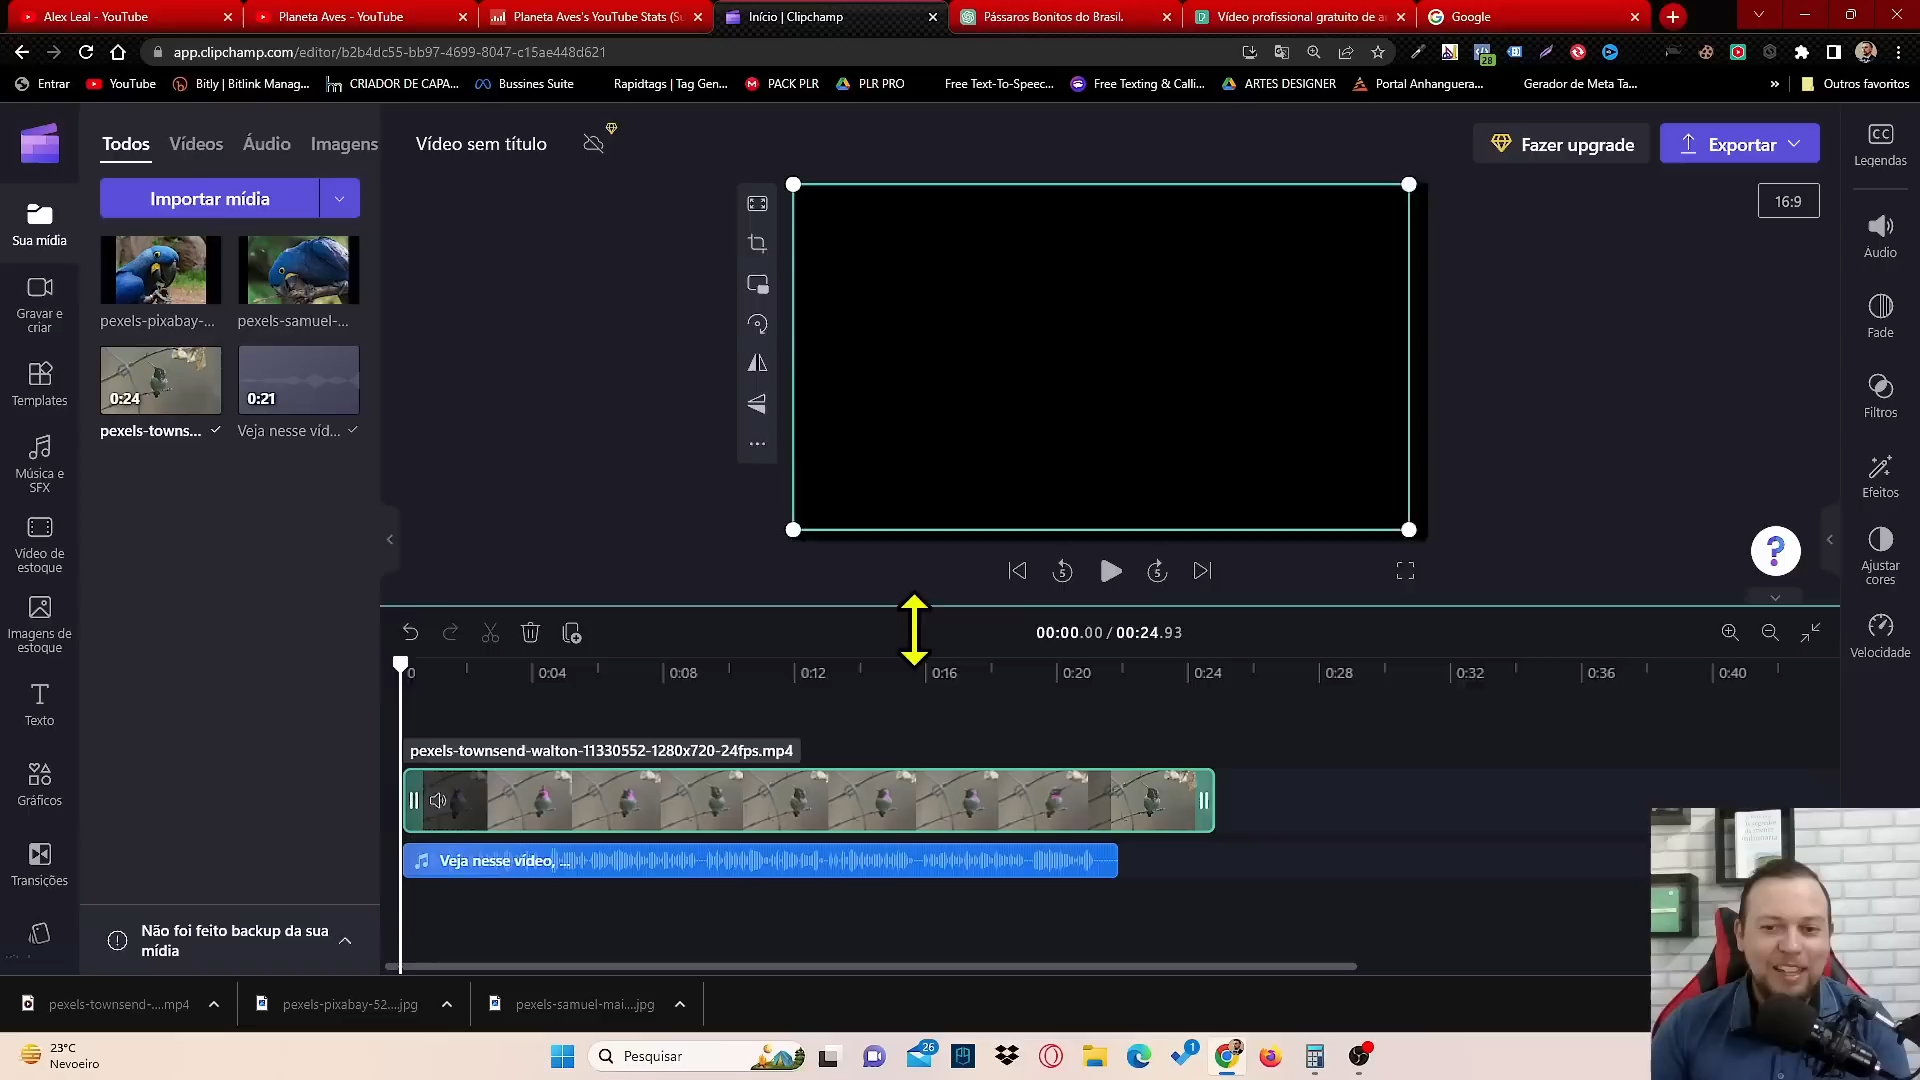 Alex Leal - YouTube
Planeta Aves - YouTube
Planeta Aves's YouTube Stats (Su
Início | Clipchamp
Pássaros Bonitos do Brasil.
Vídeo profissional gratuito de a
Google
app.clipchamp.com/editor/b2b4dc55-bb97-4699-8047-c15ae448d621
28
Entrar
YouTube
Bitly | Bitlink Manag...
CRIADOR DE CAPA...
Bussines Suite
Rapidtags | Tag Gen...
PACK PLR
PLR PRO
Free Text-To-Speec...
Free Texting & Calli...
ARTES DESIGNER
Portal Anhanguera...
Gerador de Meta Ta...
»
Outros favoritos
Todos
Vídeos
Áudio
Imagens
Vídeo sem título
Fazer upgrade
Exportar
CC
Legendas
Importar mídia
16:9
Sua mídia
Áudio
pexels-pixabay-...
pexels-samuel-...
Gravar e
criar
Fade
0:24
0:21
pexels-towns...
Veja nesse víd...
Templates
Filtros
Música e
SFX
Efeitos
Vídeo de
estoque
5
5
?
Ajustar
cores
Imagens de
estoque
00:00.00 / 00:24.93
Velocidade
0
0:04
0:08
0:12
0:16
0:20
0:24
0:28
0:32
0:36
0:40
Texto
pexels-townsend-walton-11330552-1280x720-24fps.mp4
Gráficos
Veja nesse vídeo, ...
Transições
Não foi feito backup da sua
mídia
pexels-townsend-....mp4
pexels-pixabay-52....jpg
pexels-samuel-mai....jpg
23°C
Nevoeiro
Pesquisar
26
1